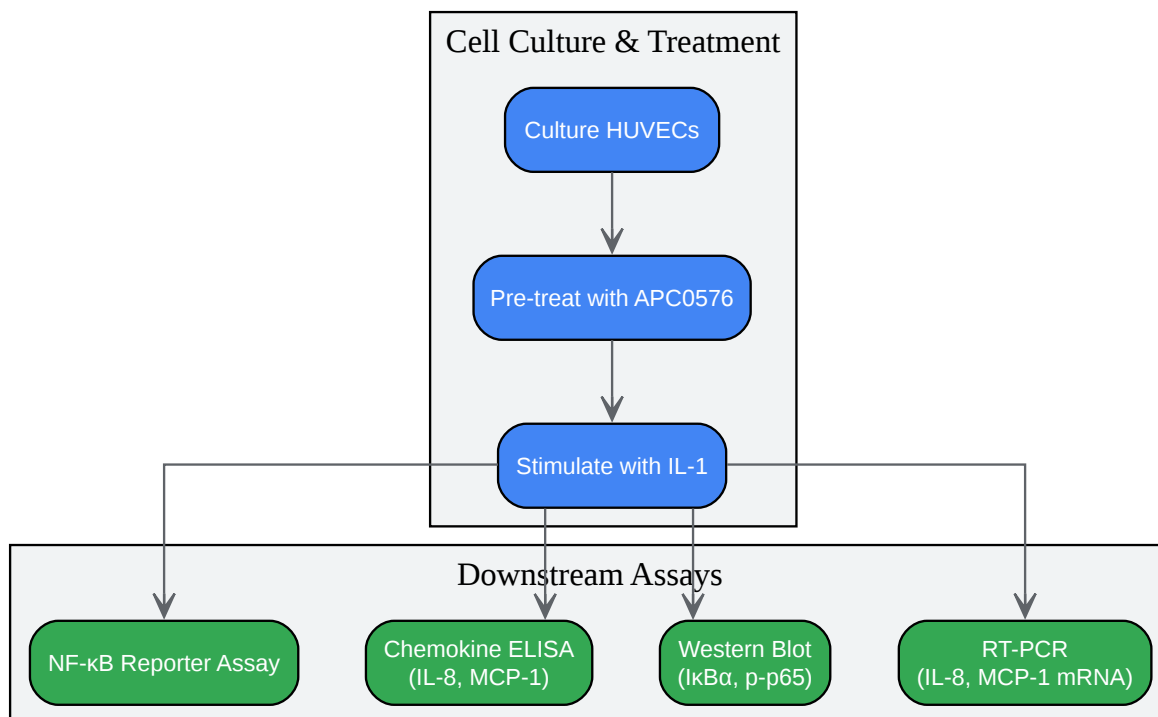 Cell Culture & Treatment
Culture HUVECs
Pre-treat with APC0576
Stimulate with IL-1
Downstream Assays
NF-κB Reporter Assay
Chemokine ELISA
(IL-8, MCP-1)
Western Blot
(IκBα, p-p65)
RT-PCR
(IL-8, MCP-1 mRNA)